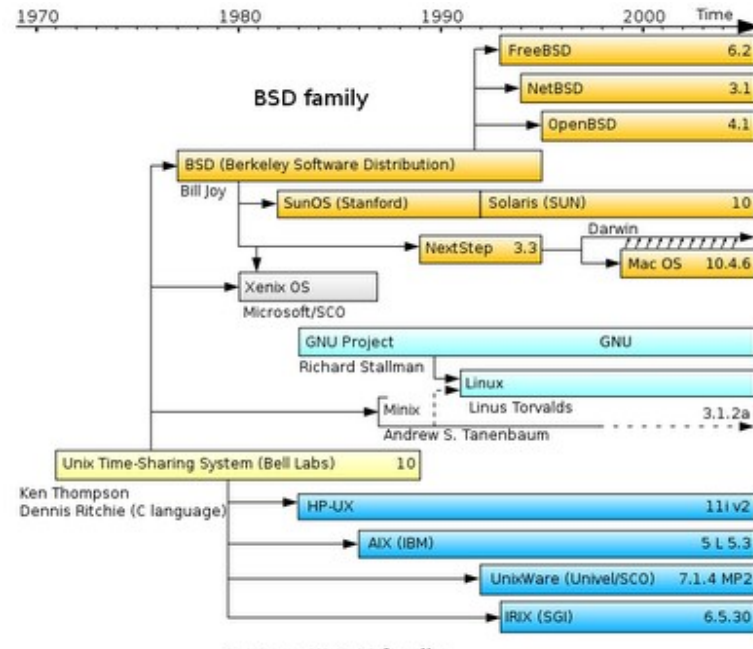 1970 1980 1990 2000 Time
FreeBSD 6.2
BSD family
NetBSD 3.1
OpenBSD 4.1
BSD (Berkeley Software Distribution)
Bill Joy
SunOS (Stanford) Solaris (SUN) 10
Darwin
NextStep 3.3
Mac OS 10.4.6
Xenix OS
Microsoft/SCO
GNU Project GNU
Richard Stallman
Linux
Minix
Linus Torvalds
3.1.2a
Andrew S. Tanenbaum
Unix Time-Sharing System (Bell Labs) 10
Ken Thompson
Dennis Ritchie (C language)
HP-UX 11i v2
AIX (IBM) 5 L 5.3
UnixWare (Univel/SCO) 7.1.4 MP2
IRIX (SGI) 6.5.30